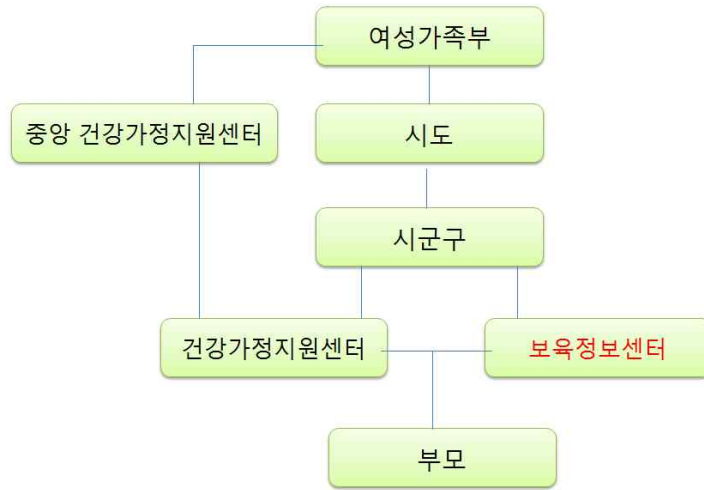 여성가족부
중앙 건강가정지원센터
시도
시군구
건강가정지원센터
보육정보센터
부모